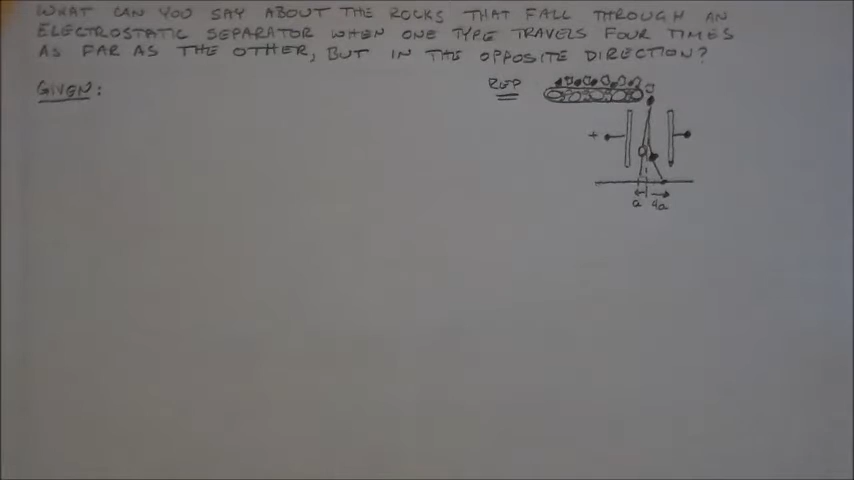 WHAT CAN YOU SAY ABOUT THE ROCKS THAT FALL THROUGH AN
ELECTROSTATIC SEPARATOR WHEN ONE TYPE TRAVELS FOUR TIMES
AS FAR AS THE OTHER, BUT IN THE OPPOSITE DIRECTION?
GIVEN:
REP
+
a 4a